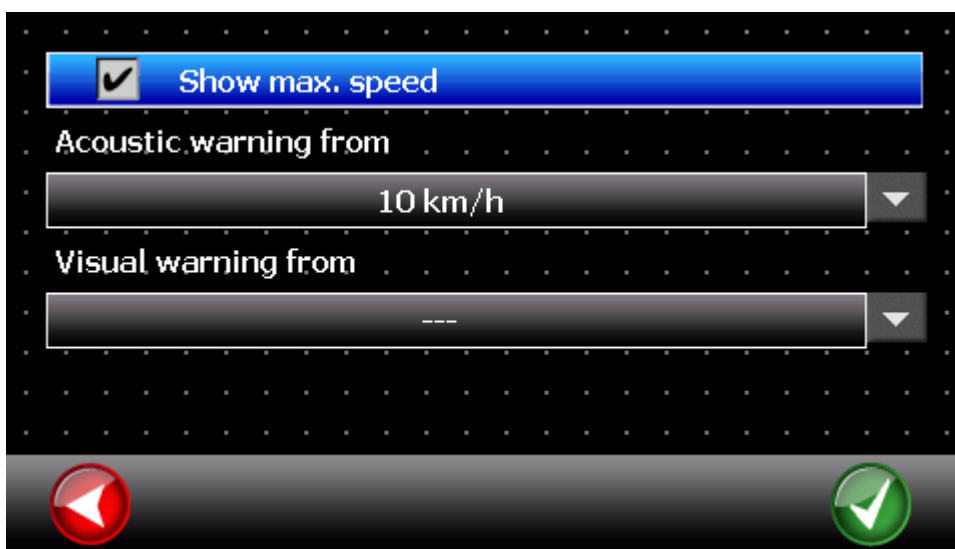 Show max. speed
Acoustic warning from
10 km/h
Visual warning from
---